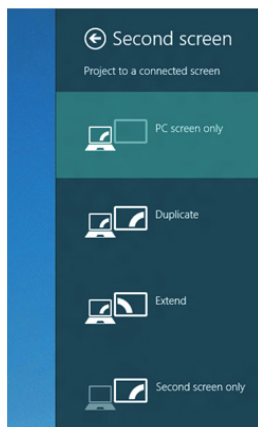 Second screen
Project to a connected screen
PC screen only
Duplicate
Extend
Second screen only